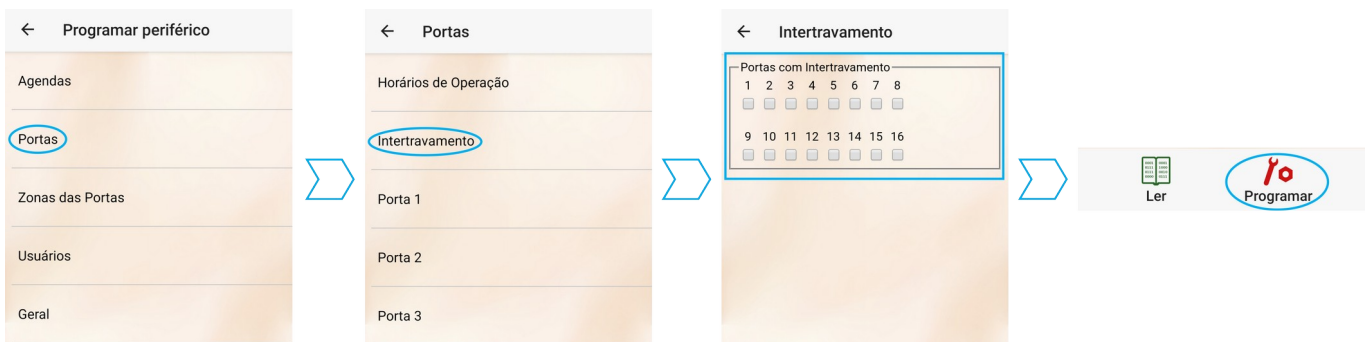 Programar periférico
Agendas
Portas
Zonas das Portas
Usuários
Geral
Portas
Horários de Operação
Intertravamento
Porta 1
Porta 2
Porta 3
Intertravamento
Portas com Intertravamento
1 2 3 4 5 6 7 8
9 10 11 12 13 14 15 16
Ler
Programar